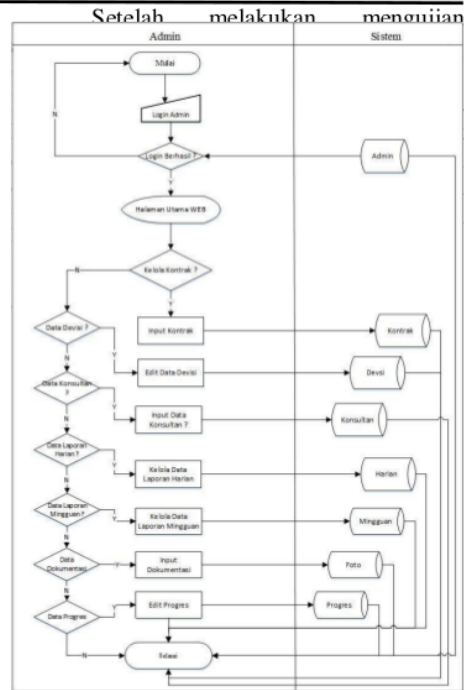 Setelah melakukan mengujian
Admin
Sistem
Mulai
Login Admin
N
Login Berhasil ?
Admin
Y
Halaman Utama WEB
Kelola Kontrak ?
N
Y
Input Kontrak
Kontrak
Data Devisi ?
Y
N
Edit Data Devisi
Devsi
Data Konsultan
?
Y
N
Input Data
Konsultan ?
Konsultan
Data Laporan
Harian ?
Y
N
Kelola Data
Laporan Harian
Harian
Data Laporan
Mingguan?
Y
N
Kelola Data
Laporan Mingguan
Mingguan
Data
Dokumentasi
Y
N
Input
Dokumentasi
Foto
Data Progres
Y
Edit Progres
Progres
N
Selesai